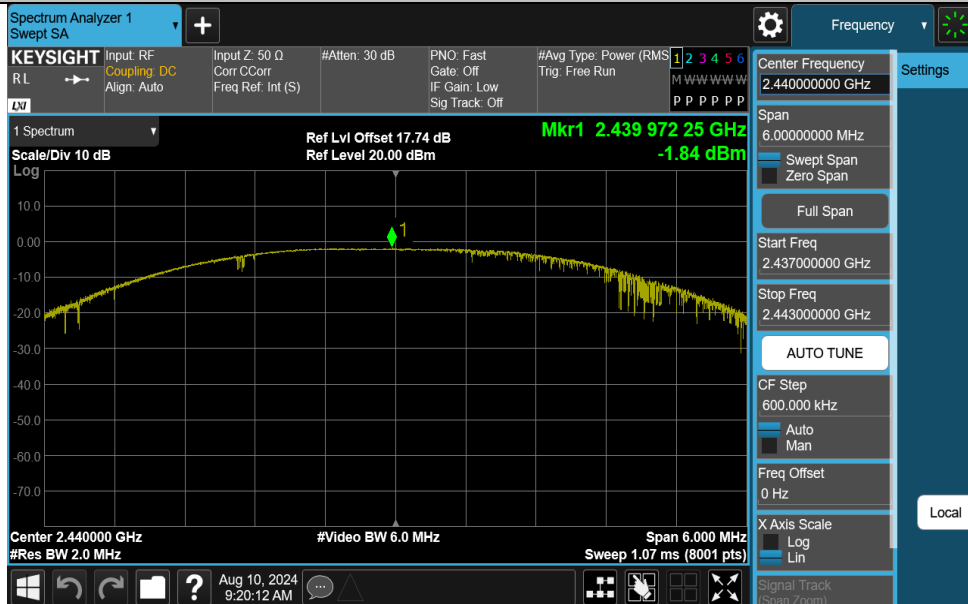 Spectrum Analyzer 1
Swept SA
Frequency
KEYSIGHT
RL
LXI
Input: RF
Coupling: DC
Align: Auto
Input Z: 50 Ω
Corr CCorr
Freq Ref: Int (S)
#Atten: 30 dB
PNO: Fast
Gate: Off
IF Gain: Low
Sig Track: Off
#Avg Type: Power (RMS
Trig: Free Run
1 2 3 4 5 6
M W W W W W
P P P P P P
1 Spectrum
Scale/Div 10 dB
Log
Ref Lvl Offset 17.74 dB
Ref Level 20.00 dBm
Mkr1 2.439 972 25 GHz
-1.84 dBm
1
10.0
0.00
-10.0
-20.0
-30.0
-40.0
-50.0
-60.0
-70.0
Center 2.440000 GHz
#Res BW 2.0 MHz
#Video BW 6.0 MHz
Span 6.000 MHz
Sweep 1.07 ms (8001 pts)
Center Frequency
2.440000000 GHz
Span
6.00000000 MHz
Swept Span
Zero Span
Full Span
Start Freq
2.437000000 GHz
Stop Freq
2.443000000 GHz
AUTO TUNE
CF Step
600.000 kHz
Auto
Man
Freq Offset
0 Hz
X Axis Scale
Log
Lin
Signal Track
(Span Zoom)
Settings
Local
?
Aug 10, 2024
9:20:12 AM